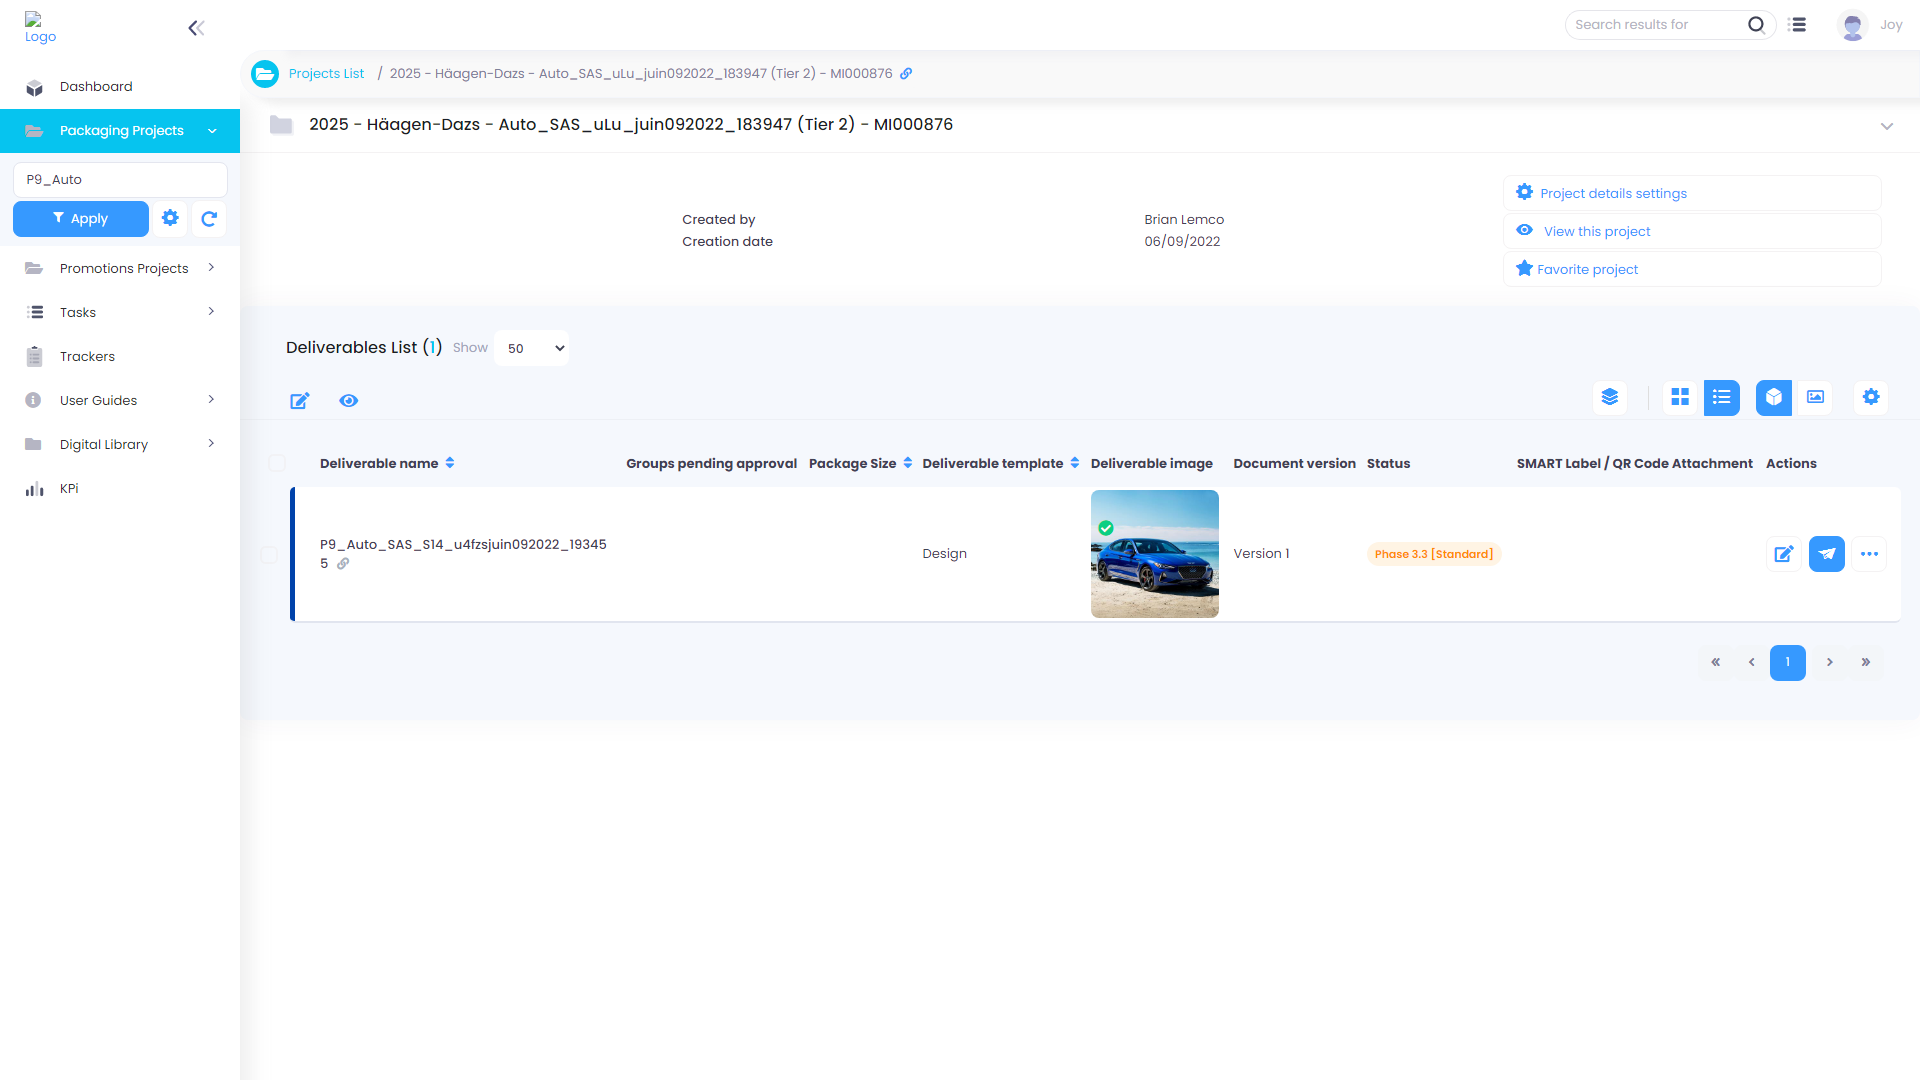 Logo
Search results for
Joy
Dashboard
Packaging Projects
P9_Auto
Apply
Promotions Projects
Tasks
Trackers
User Guides
Digital Library
KPi
Projects List / 2025 - Häagen-Dazs - Auto_SAS_uLu_juin092022_183947 (Tier 2) - MI000876
2025 - Häagen-Dazs - Auto_SAS_uLu_juin092022_183947 (Tier 2) - MI000876
Created by Brian Lemco
Creation date 06/09/2022
Project details settings
View this project
Favorite project
Deliverables List (1) Show 50
Deliverable name Groups pending approval Package Size Deliverable template Deliverable image Document version Status SMART Label / QR Code Attachment Actions
P9_Auto_SAS_S14_u4fzsjuin092022_19345
5
Design
Version 1
Phase 3.3 [Standard]
« ‹ 1 › »